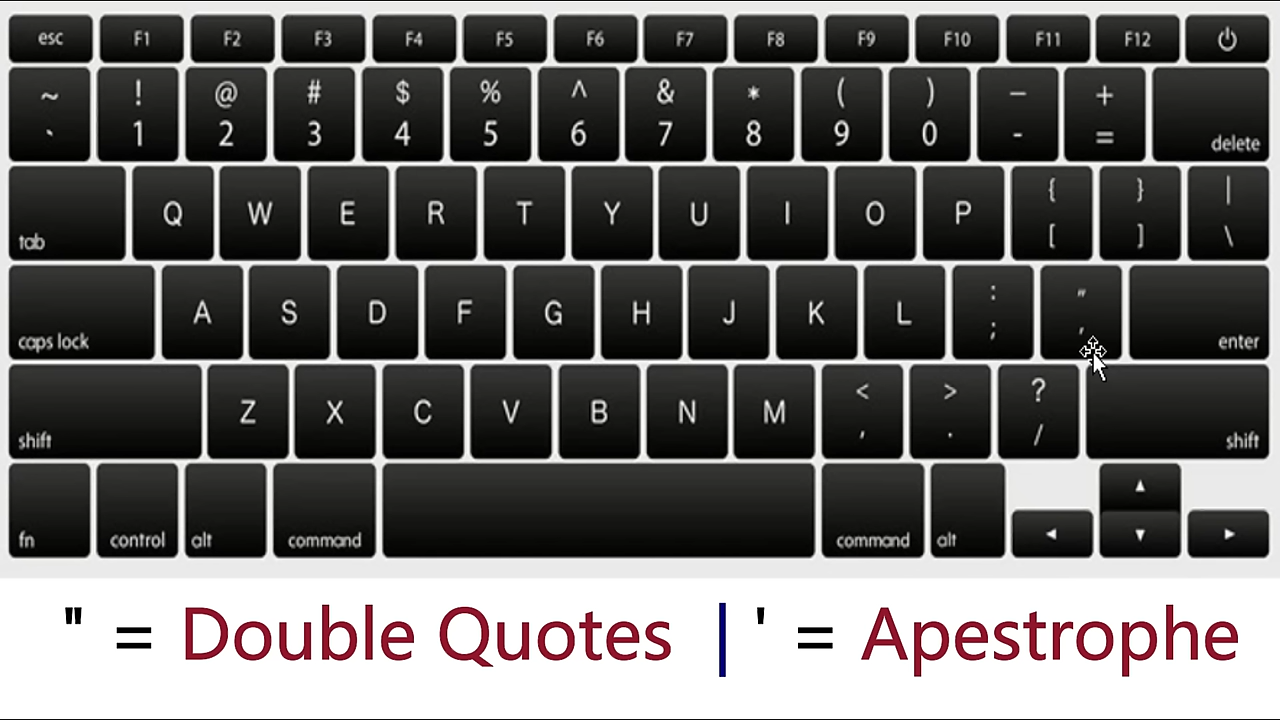 esc F1 F2 F3 F4 F5 F6 F7 F8 F9 F10 F11 F12
~ ! @ # $ % ^ & * ( ) — +
` 1 2 3 4 5 6 7 8 9 0 - = delete
{ } |
tab Q W E R T Y U I O P [ ] \
: "
caps lock A S D F G H J K L ; ' enter
< > ?
shift Z X C V B N M , . / shift
▲
fn control alt command command alt ◄ ▼ ►
" = Double Quotes | ' = Apestrophe